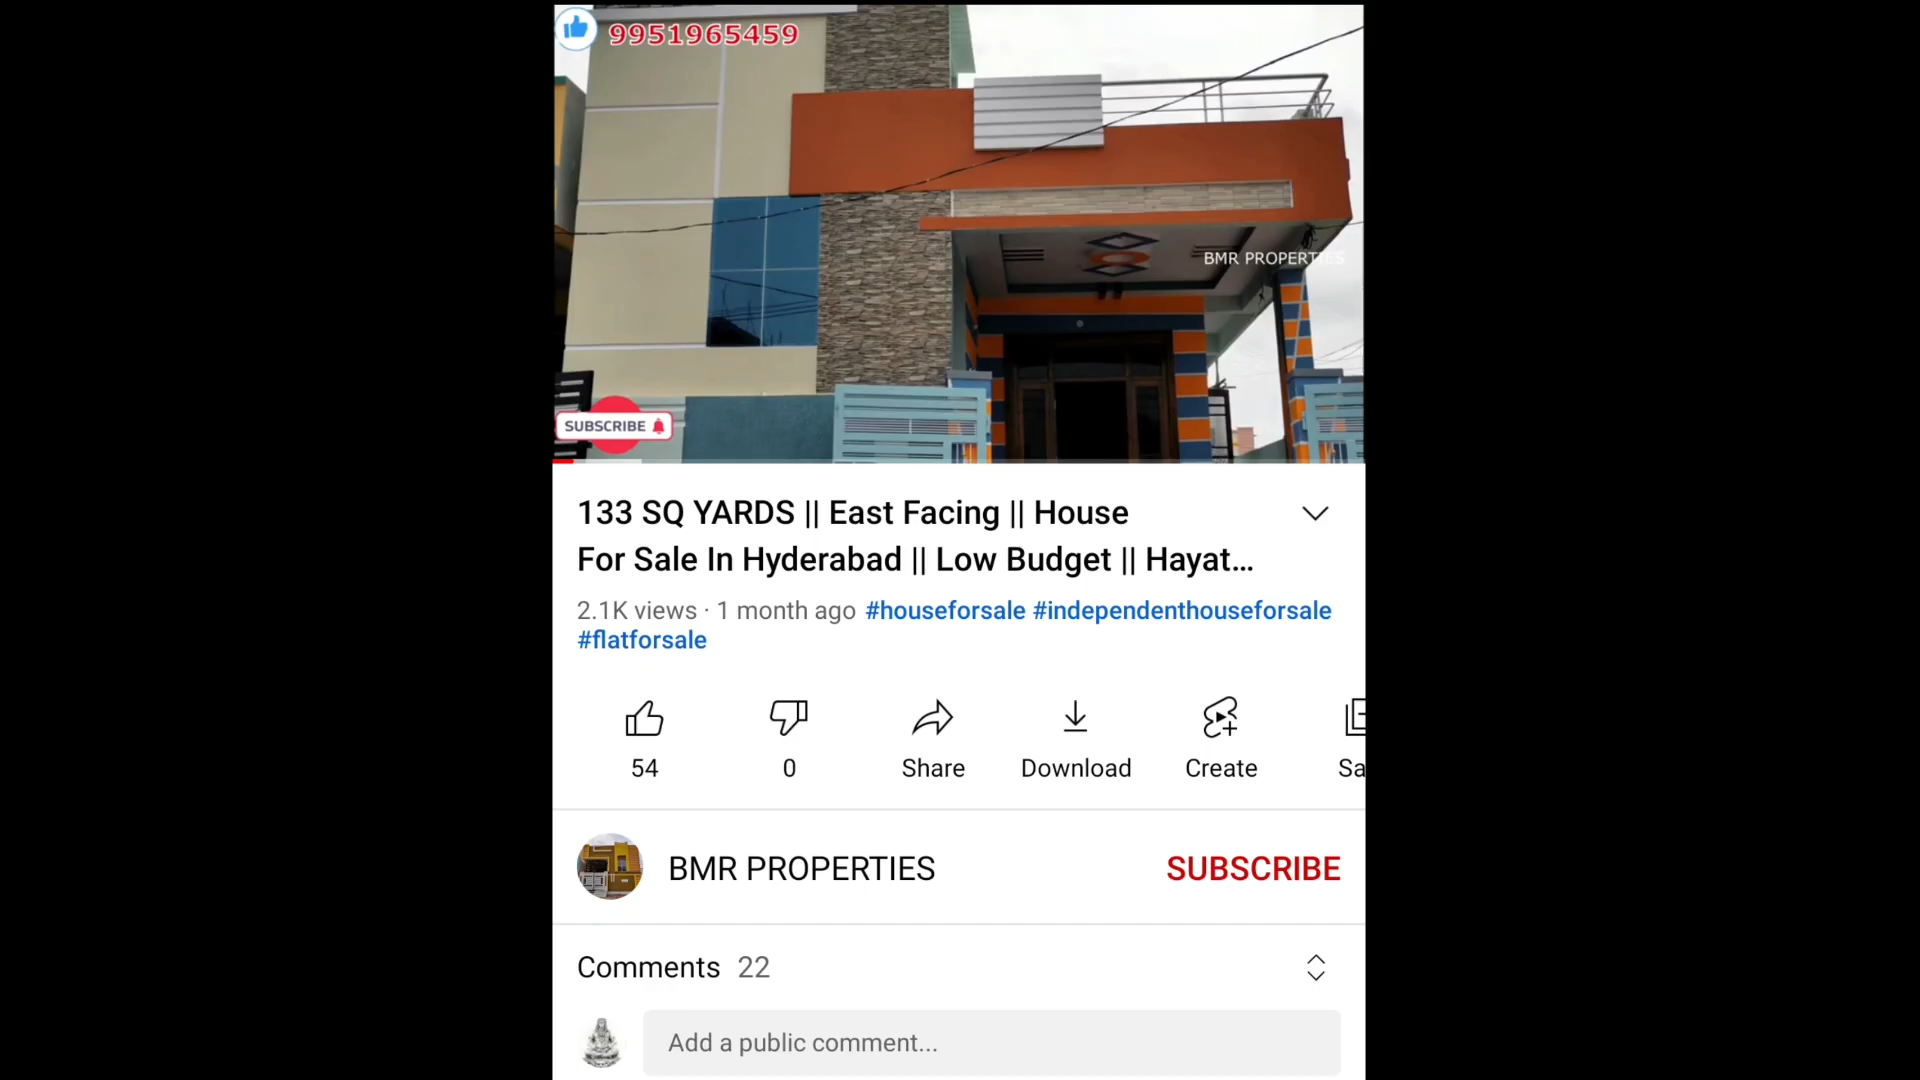 9951965459
BMR PROPERTIES
SUBSCRIBE
133 SQ YARDS || East Facing || House
For Sale In Hyderabad || Low Budget || Hayat...
2.1K views · 1 month ago #houseforsale #independenthouseforsale
#flatforsale
54
0
Share
Download
Create
Sa
BMR PROPERTIES
SUBSCRIBE
Comments 22
Add a public comment...